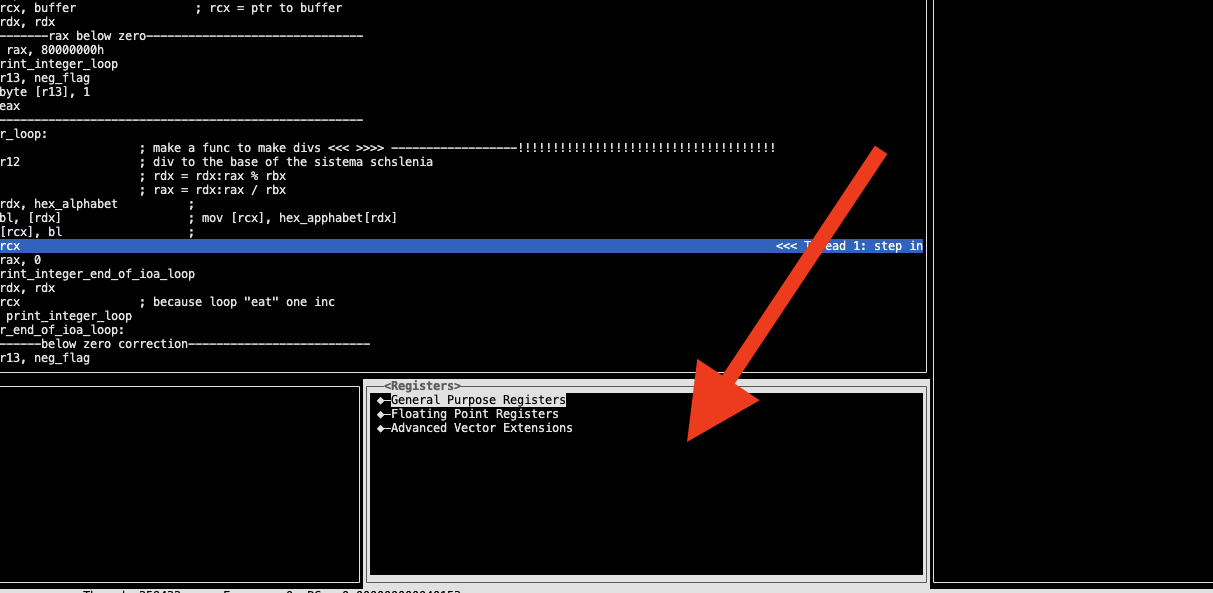 rcx, buffer ; rcx = ptr to buffer
rdx, rdx
-------rax below zero-------------------------------
rax, 80000000h
rint_integer_loop
r13, neg_flag
byte [r13], 1
eax
----------------------------------------------------
r_loop:
; make a func to make divs <<< >>>> ------------------!!!!!!!!!!!!!!!!!!!!!!!!!!!!!!!!!!!!!
r12 ; div to the base of the sistema schslenia
; rdx = rdx:rax % rbx
; rax = rdx:rax / rbx
rdx, hex_alphabet ;
bl, [rdx] ; mov [rcx], hex_apphabet[rdx]
[rcx], bl ;
rcx <<< Thread 1: step in
rax, 0
rint_integer_end_of_ioa_loop
rdx, rdx
rcx ; because loop "eat" one inc
print_integer_loop
r_end_of_ioa_loop:
------below zero correction--------------------------
r13, neg_flag
<Registers>
General Purpose Registers
Floating Point Registers
Advanced Vector Extensions